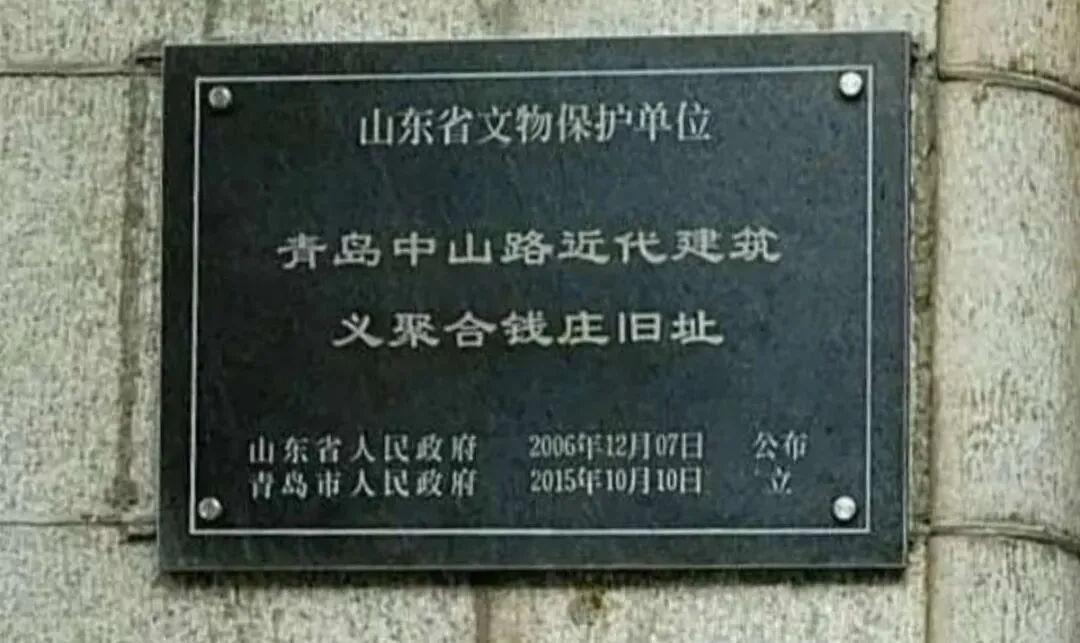 山东省文物保护单位
青岛中山路近代建筑
义聚合钱庄旧址
山东省人民政府 2006年12月07日 公布
青岛市人民政府 2015年10月10日 立